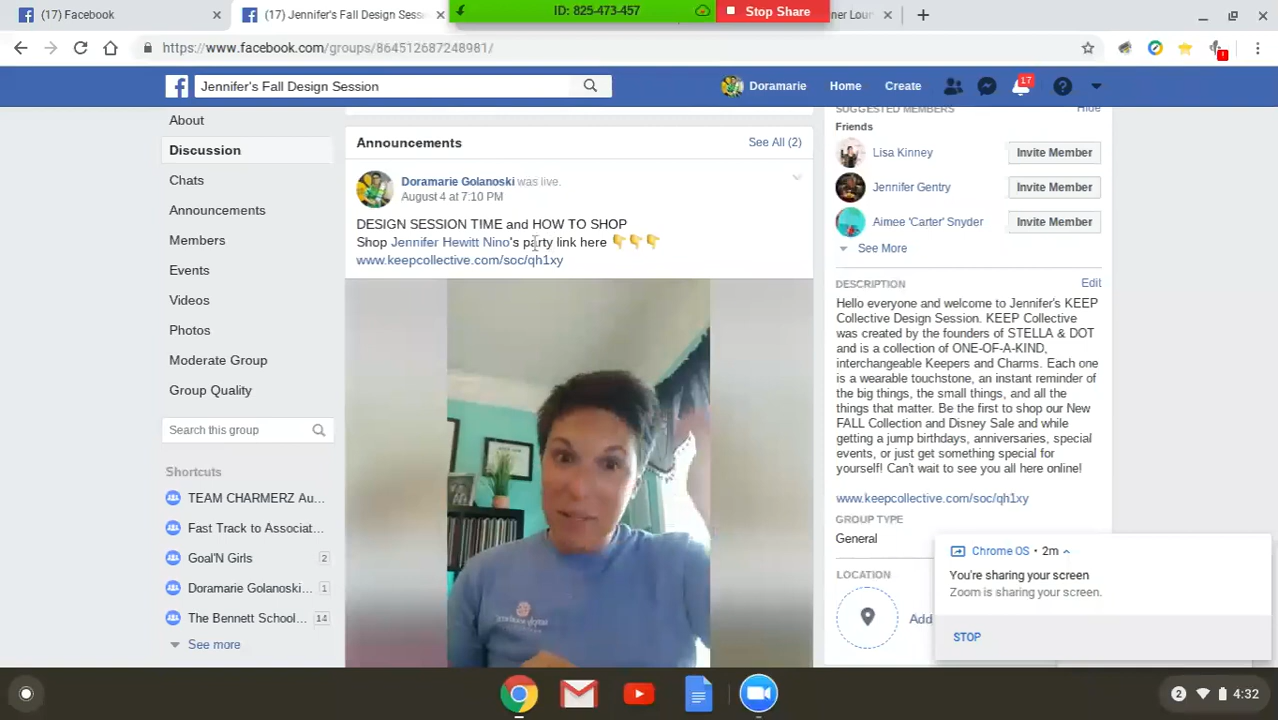 (17) Facebook
(17) Jennifer's Fall Design Sess
ID: 825-473-457
Stop Share
ner Lou
https://www.facebook.com/groups/864512687248981/
Jennifer's Fall Design Session
Doramarie
Home
Create
17
About
Discussion
Chats
Announcements
Members
Events
Videos
Photos
Moderate Group
Group Quality
Search this group
Shortcuts
TEAM CHARMERZ Au...
Fast Track to Associat...
Goal'N Girls
2
Doramarie Golanoski...
1
The Bennett School...
14
See more
Announcements
See All (2)
Doramarie Golanoski was live.
August 4 at 7:10 PM
DESIGN SESSION TIME and HOW TO SHOP
Shop Jennifer Hewitt Nino's party link here 👇👇👇
www.keepcollective.com/soc/qh1xy
SUGGESTED MEMBERS
Hide
Friends
Lisa Kinney
Invite Member
Jennifer Gentry
Invite Member
Aimee 'Carter' Snyder
Invite Member
See More
DESCRIPTION
Edit
Hello everyone and welcome to Jennifer's KEEP
Collective Design Session. KEEP Collective
was created by the founders of STELLA & DOT
and is a collection of ONE-OF-A-KIND,
interchangeable Keepers and Charms. Each one
is a wearable touchstone, an instant reminder of
the big things, the small things, and all the
things that matter. Be the first to shop our New
FALL Collection and Disney Sale and while
getting a jump birthdays, anniversaries, special
events, or just get something special for
yourself! Can't wait to see you all here online!
www.keepcollective.com/soc/qh1xy
GROUP TYPE
General
LOCATION
Add
Chrome OS • 2m
You're sharing your screen
Zoom is sharing your screen.
STOP
2
4:32